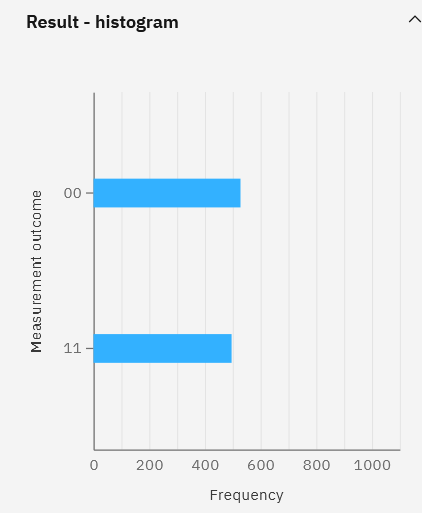 Result - histogram
00
Measurement outcome
11
0 200 400 600 800 1000
Frequency